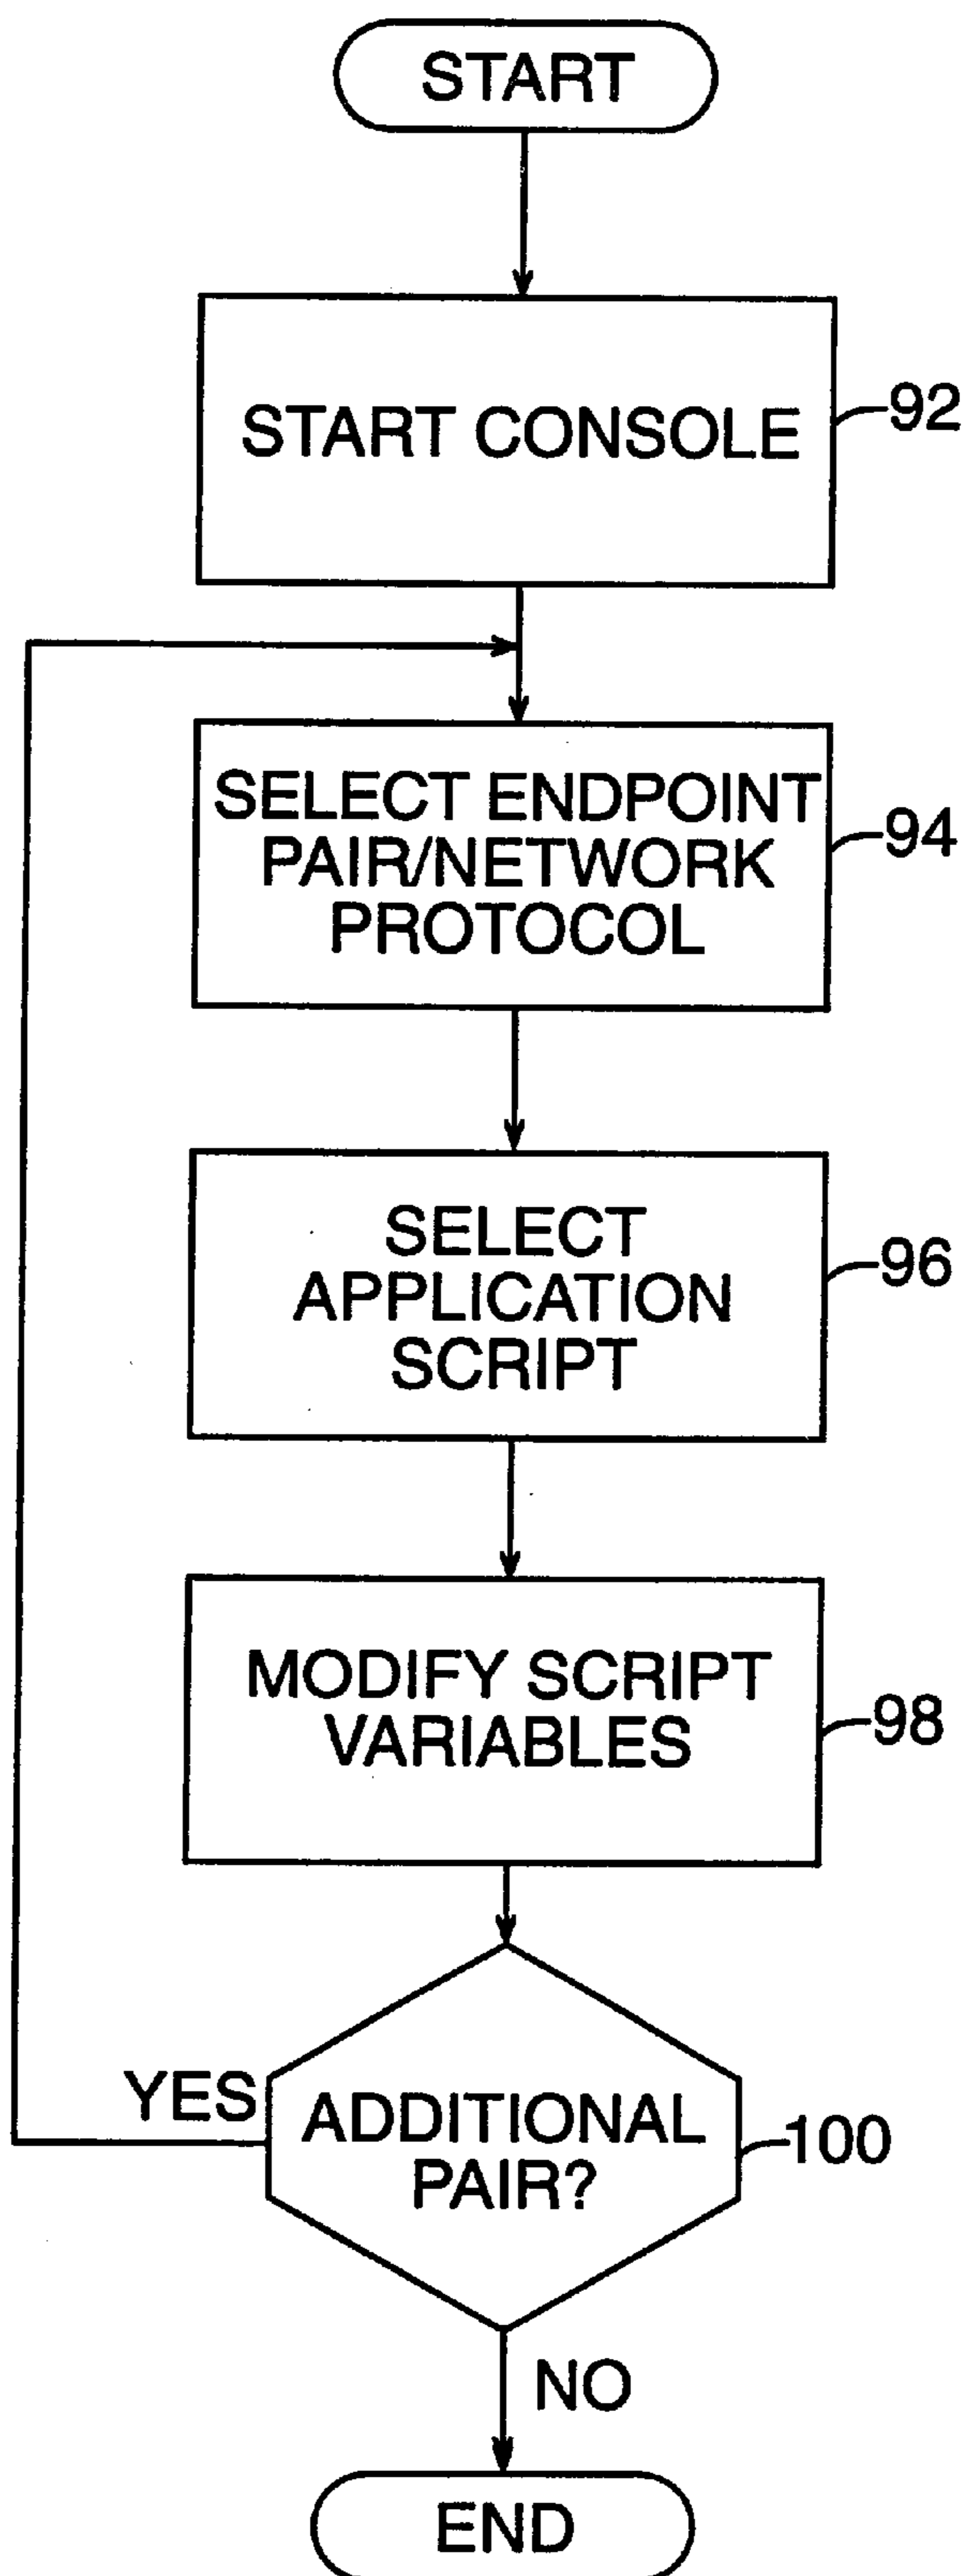 START
START CONSOLE
92
SELECT ENDPOINT
PAIR/NETWORK
PROTOCOL
94
SELECT
APPLICATION
SCRIPT
96
MODIFY SCRIPT
VARIABLES
98
YES
ADDITIONAL
PAIR?
100
NO
END